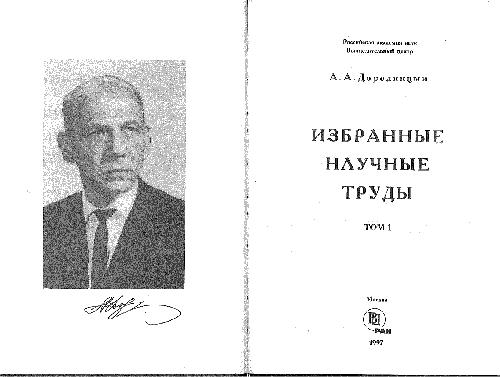 Российская академия наук
Вычислительный центр
А. А. Дородницын
ИЗБРАННЫЕ
НАУЧНЫЕ
ТРУДЫ
ТОМ 1
Москва
ВЦ
РАН
1997